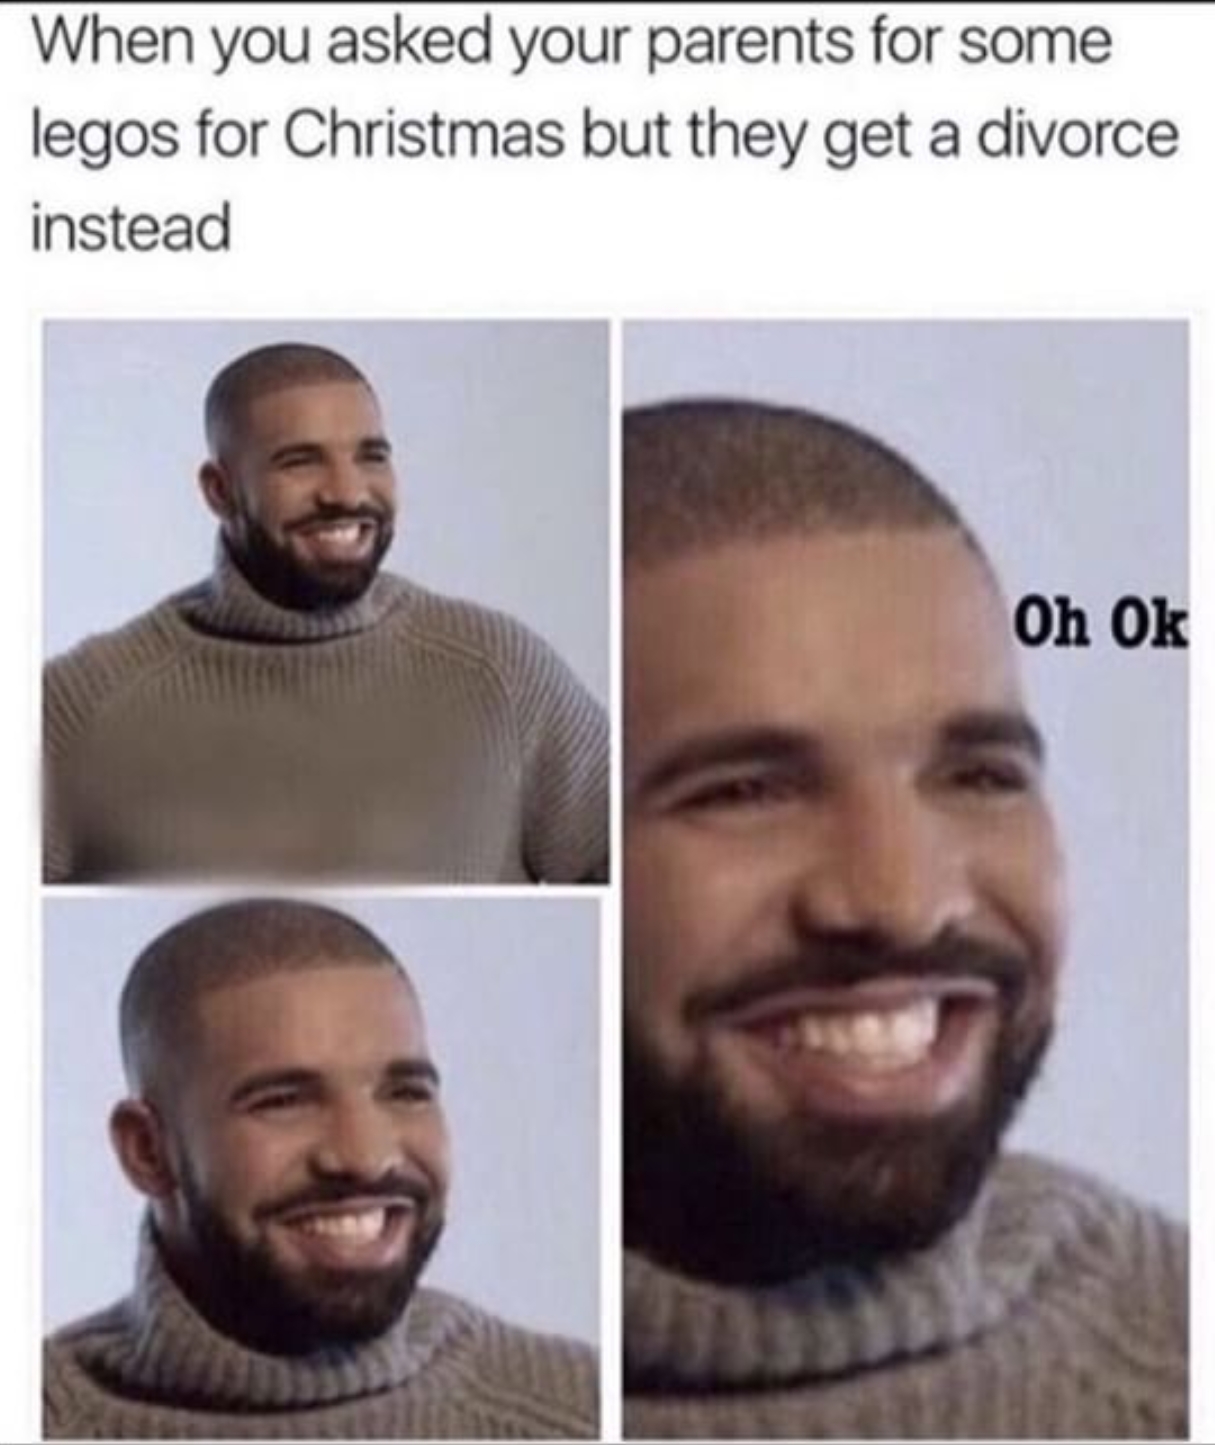 When you asked your parents for some
legos for Christmas but they get a divorce
instead
Oh Ok